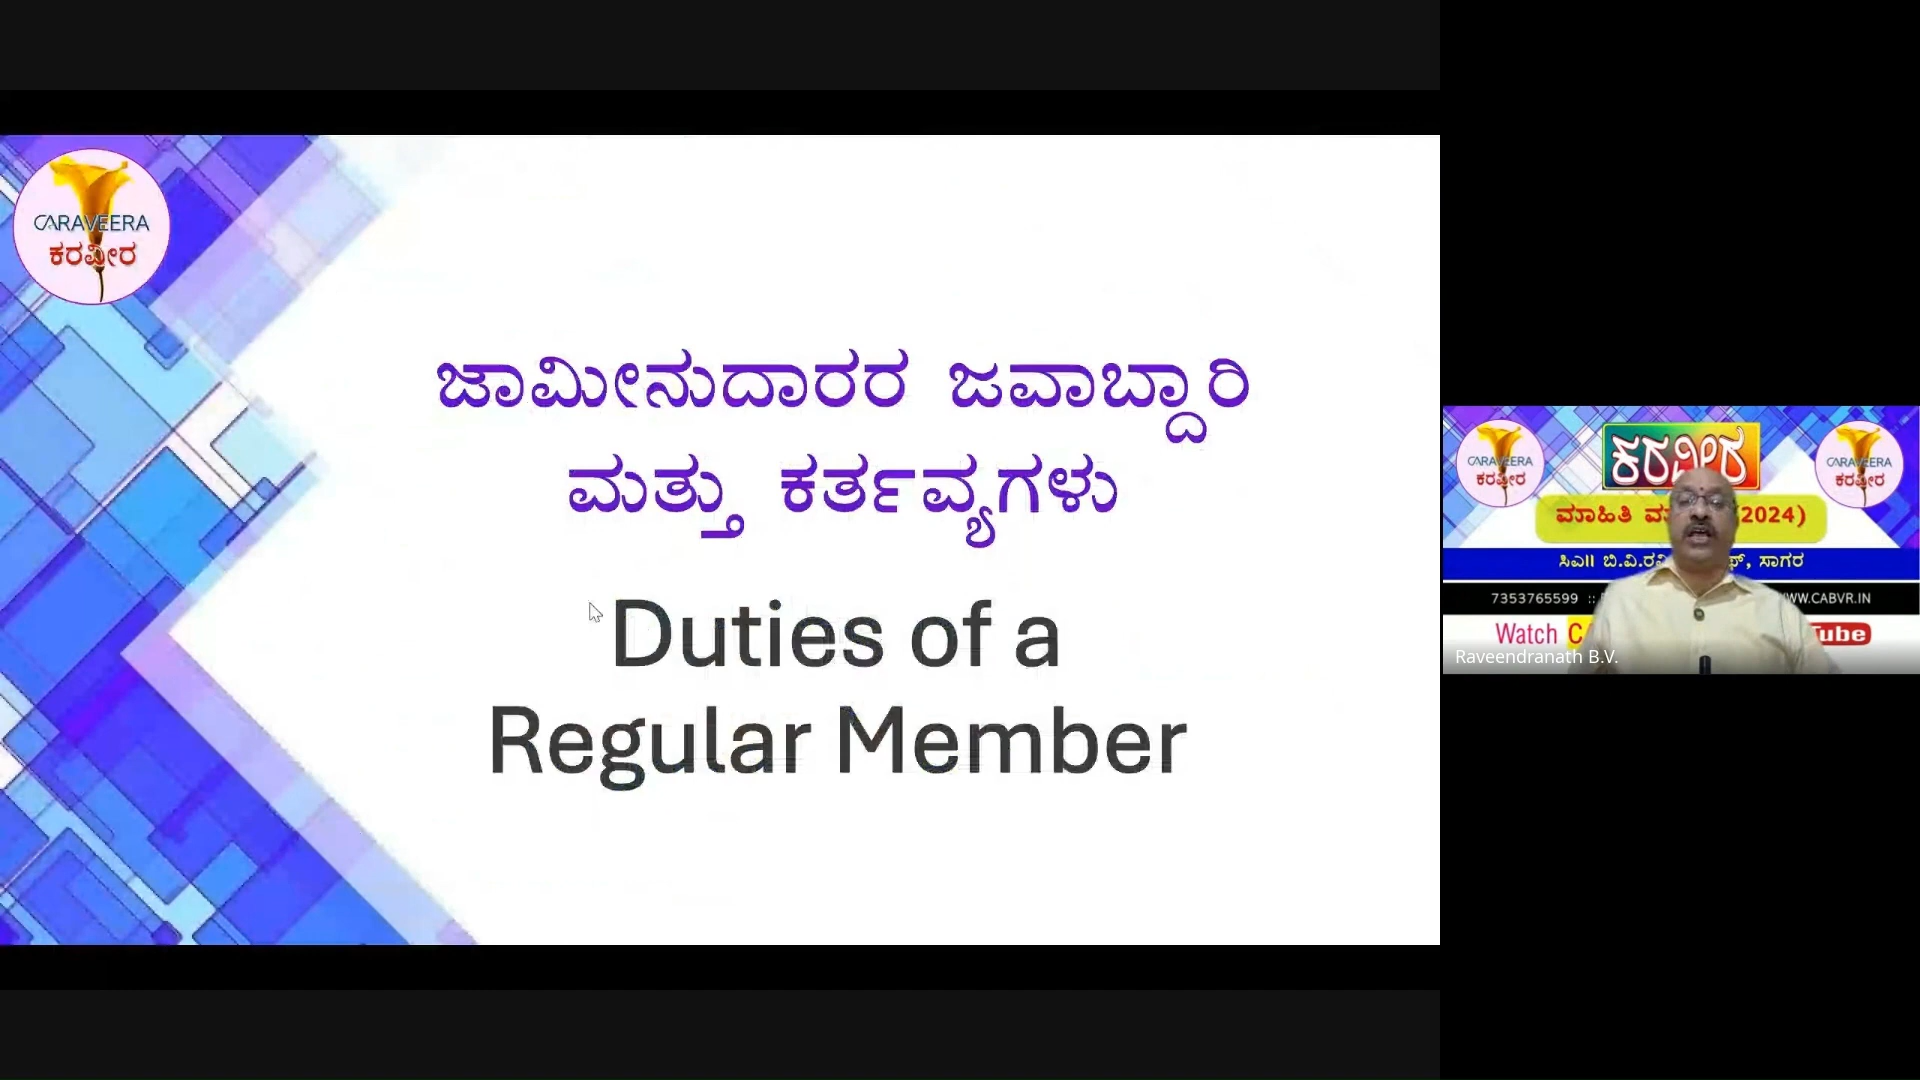 CARAVEERA
ಕರವೀರ
ಜಾಮೀನುದಾರರ ಜವಾಬ್ದಾರಿ
ಮತ್ತು ಕರ್ತವ್ಯಗಳು
Duties of a
Regular Member
CARAVEERA
ಕರವೀರ
ಕರವೀರ
CARAVEERA
ಕರವೀರ
ಮಾಹಿತಿ (2024)
ಸಿಎ॥ ಬಿ.ವಿ. ಸಾಗರ
7353765599 :: WWW.CABVR.IN
Watch
Raveendranath B.V.